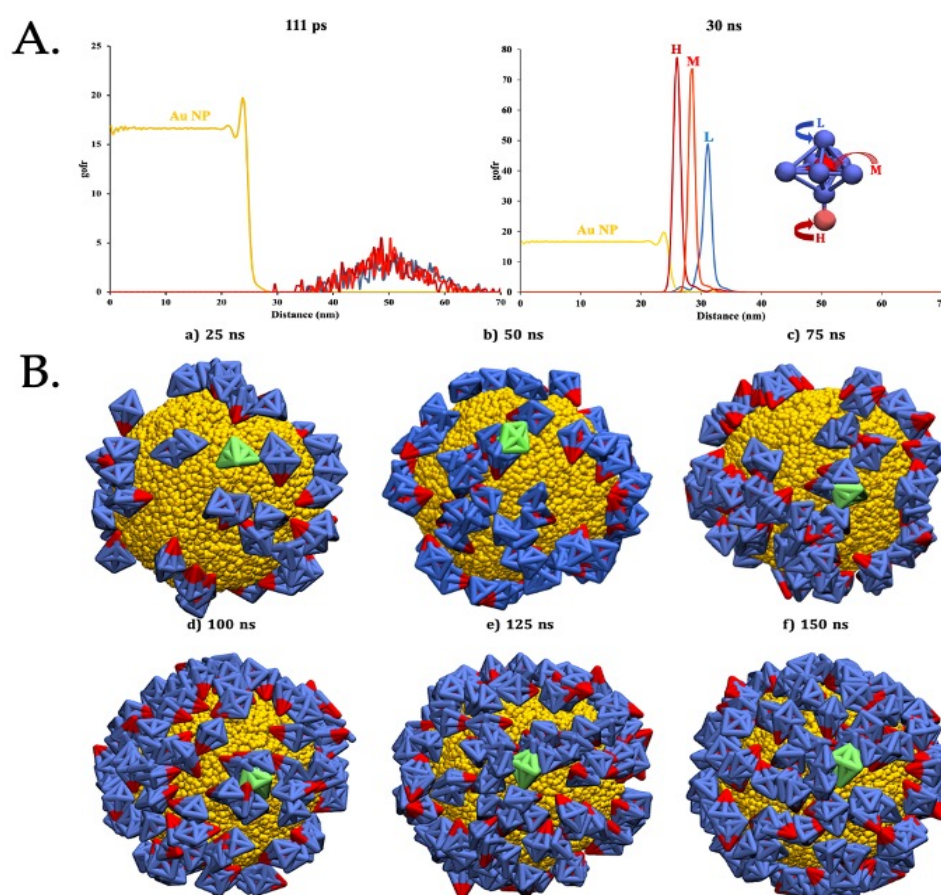 A.
111 ps
25
20
15
10
5
0
gofr
Au NP
0 10 20 30 40 50 60 70
Distance (nm)
30 ns
80
70
60
50
40
30
20
10
0
gofr
H M
L
Au NP
L
M
H
0 10 20 30 40 50 60 70
Distance (nm)
B.
a) 25 ns b) 50 ns c) 75 ns
d) 100 ns e) 125 ns f) 150 ns